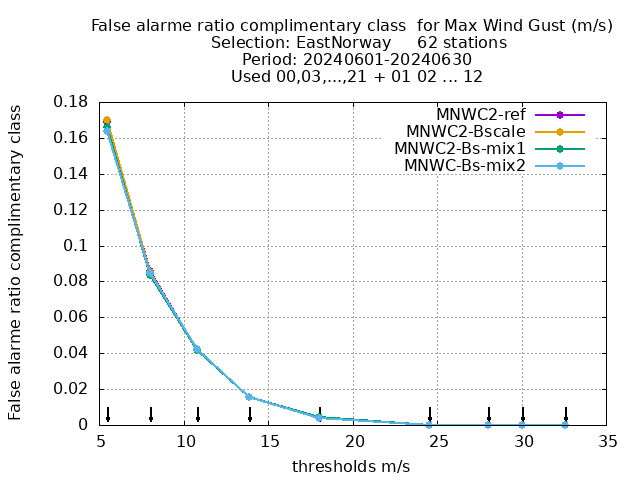 False alarme ratio complimentary class  for Max Wind Gust (m/s)
Selection: EastNorway     62 stations
Period: 20240601-20240630
Used 00,03,...,21 + 01 02 ... 12
False alarme ratio complimentary class
0.18
0.16
0.14
0.12
0.1
0.08
0.06
0.04
0.02
0
MNWC2-ref
MNWC2-Bscale
MNWC2-Bs-mix1
MNWC-Bs-mix2
5 10 15 20 25 30 35
thresholds m/s